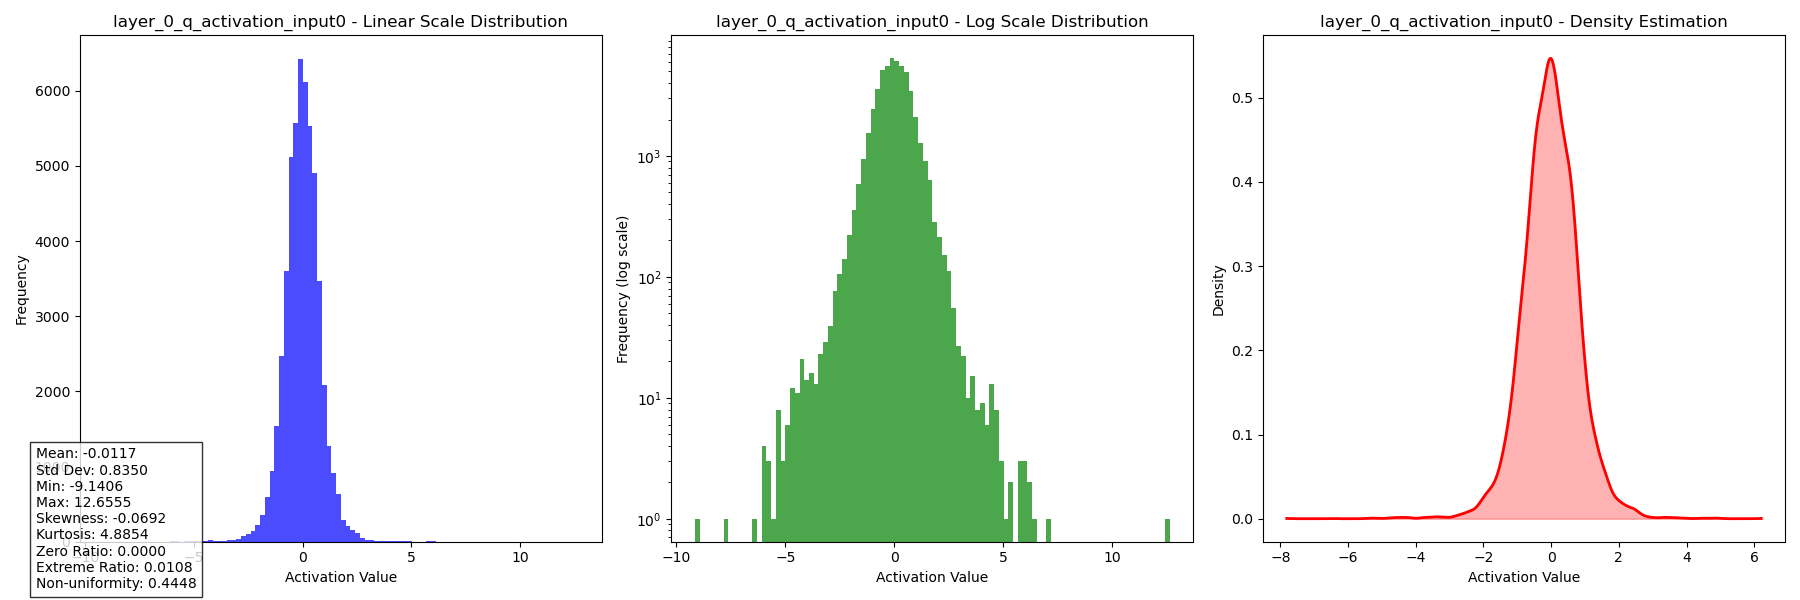 layer_0_q_activation_input0 - Linear Scale Distribution
Frequency
6000
5000
4000
3000
2000
−5
0
5
10
Activation Value
Mean: -0.0117
Std Dev: 0.8350
Min: -9.1406
Max: 12.6555
Skewness: -0.0692
Kurtosis: 4.8854
Zero Ratio: 0.0000
Extreme Ratio: 0.0108
Non-uniformity: 0.4448
layer_0_q_activation_input0 - Log Scale Distribution
Frequency (log scale)
10³
10²
10¹
10⁰
−10
−5
0
5
10
Activation Value
layer_0_q_activation_input0 - Density Estimation
Density
0.5
0.4
0.3
0.2
0.1
0.0
−8
−6
−4
−2
0
2
4
6
Activation Value